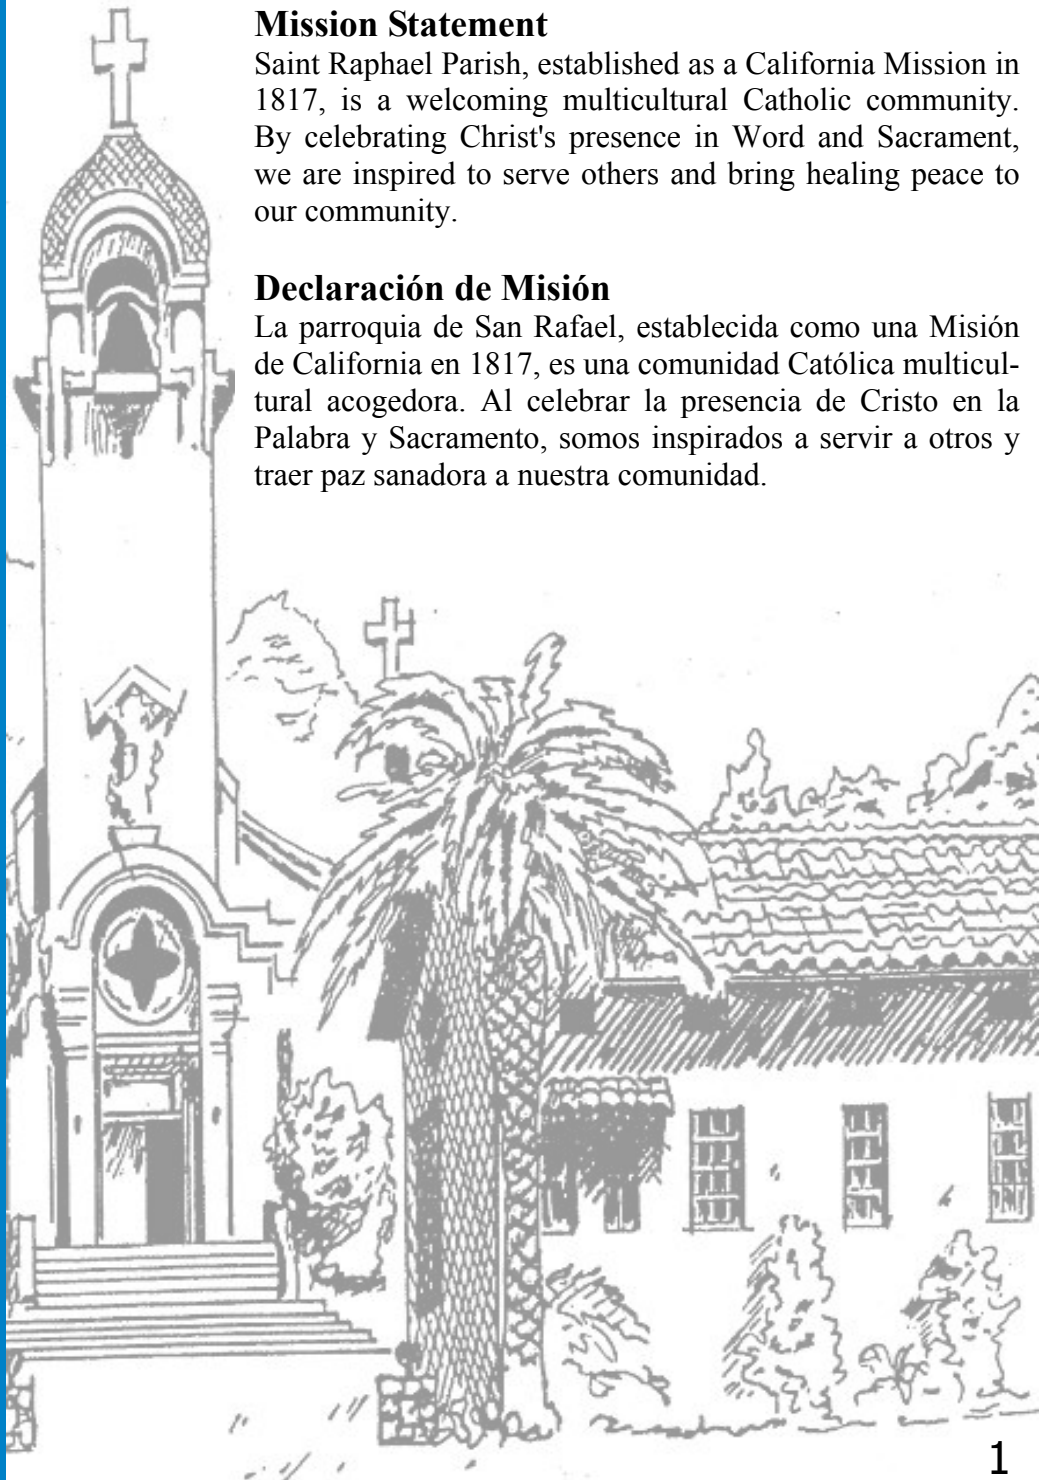 Mission Statement
Saint Raphael Parish, established as a California Mission in
1817, is a welcoming multicultural Catholic community.
By celebrating Christ's presence in Word and Sacrament,
we are inspired to serve others and bring healing peace to
our community.
Declaración de Misión
La parroquia de San Rafael, establecida como una Misión
de California en 1817, es una comunidad Católica multicul-
tural acogedora. Al celebrar la presencia de Cristo en la
Palabra y Sacramento, somos inspirados a servir a otros y
traer paz sanadora a nuestra comunidad.
1